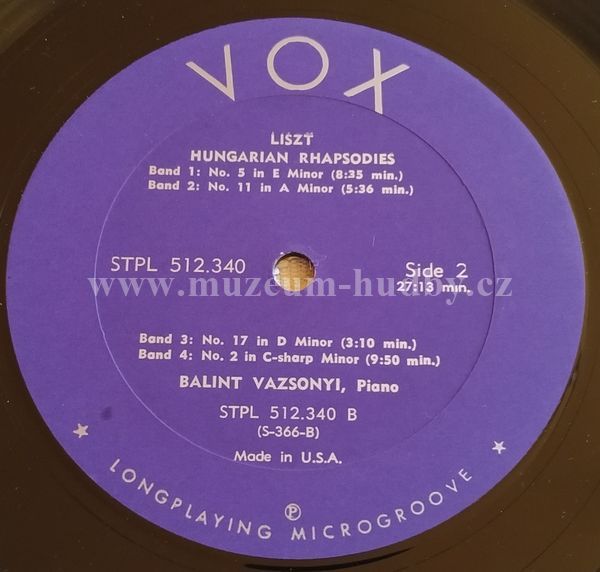 VOX
LISZT
HUNGARIAN RHAPSODIES
Band 1: No. 5 in E Minor (8:35 min.)
Band 2: No. 11 in A Minor (5:36 min.)
STPL 512.340
Side 2
27:13 min.
www.muzeum-hudby.cz
Band 3: No. 17 in D Minor (3:10 min.)
Band 4: No. 2 in C-sharp Minor (9:50 min.)
BALINT VAZSONYI, Piano
STPL 512.340 B
(S-366-B)
Made in U.S.A.
℗
★ LONGPLAYING MICROGROOVE ★